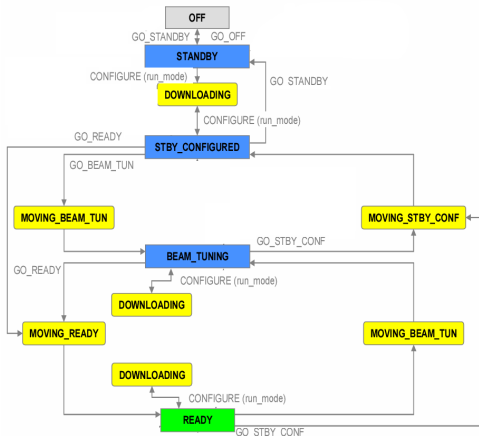 OFF
GO_STANDBY
GO_OFF
STANDBY
CONFIGURE (run_mode)
GO_STANDBY
DOWNLOADING
CONFIGURE (run_mode)
GO_READY
STBY_CONFIGURED
GO_BEAM_TUN
MOVING_BEAM_TUN
MOVING_STBY_CONF
GO_STBY_CONF
BEAM_TUNING
GO_READY
CONFIGURE (run_mode)
DOWNLOADING
MOVING_READY
MOVING_BEAM_TUN
DOWNLOADING
CONFIGURE (run_mode)
READY
GO_STBY_CONF